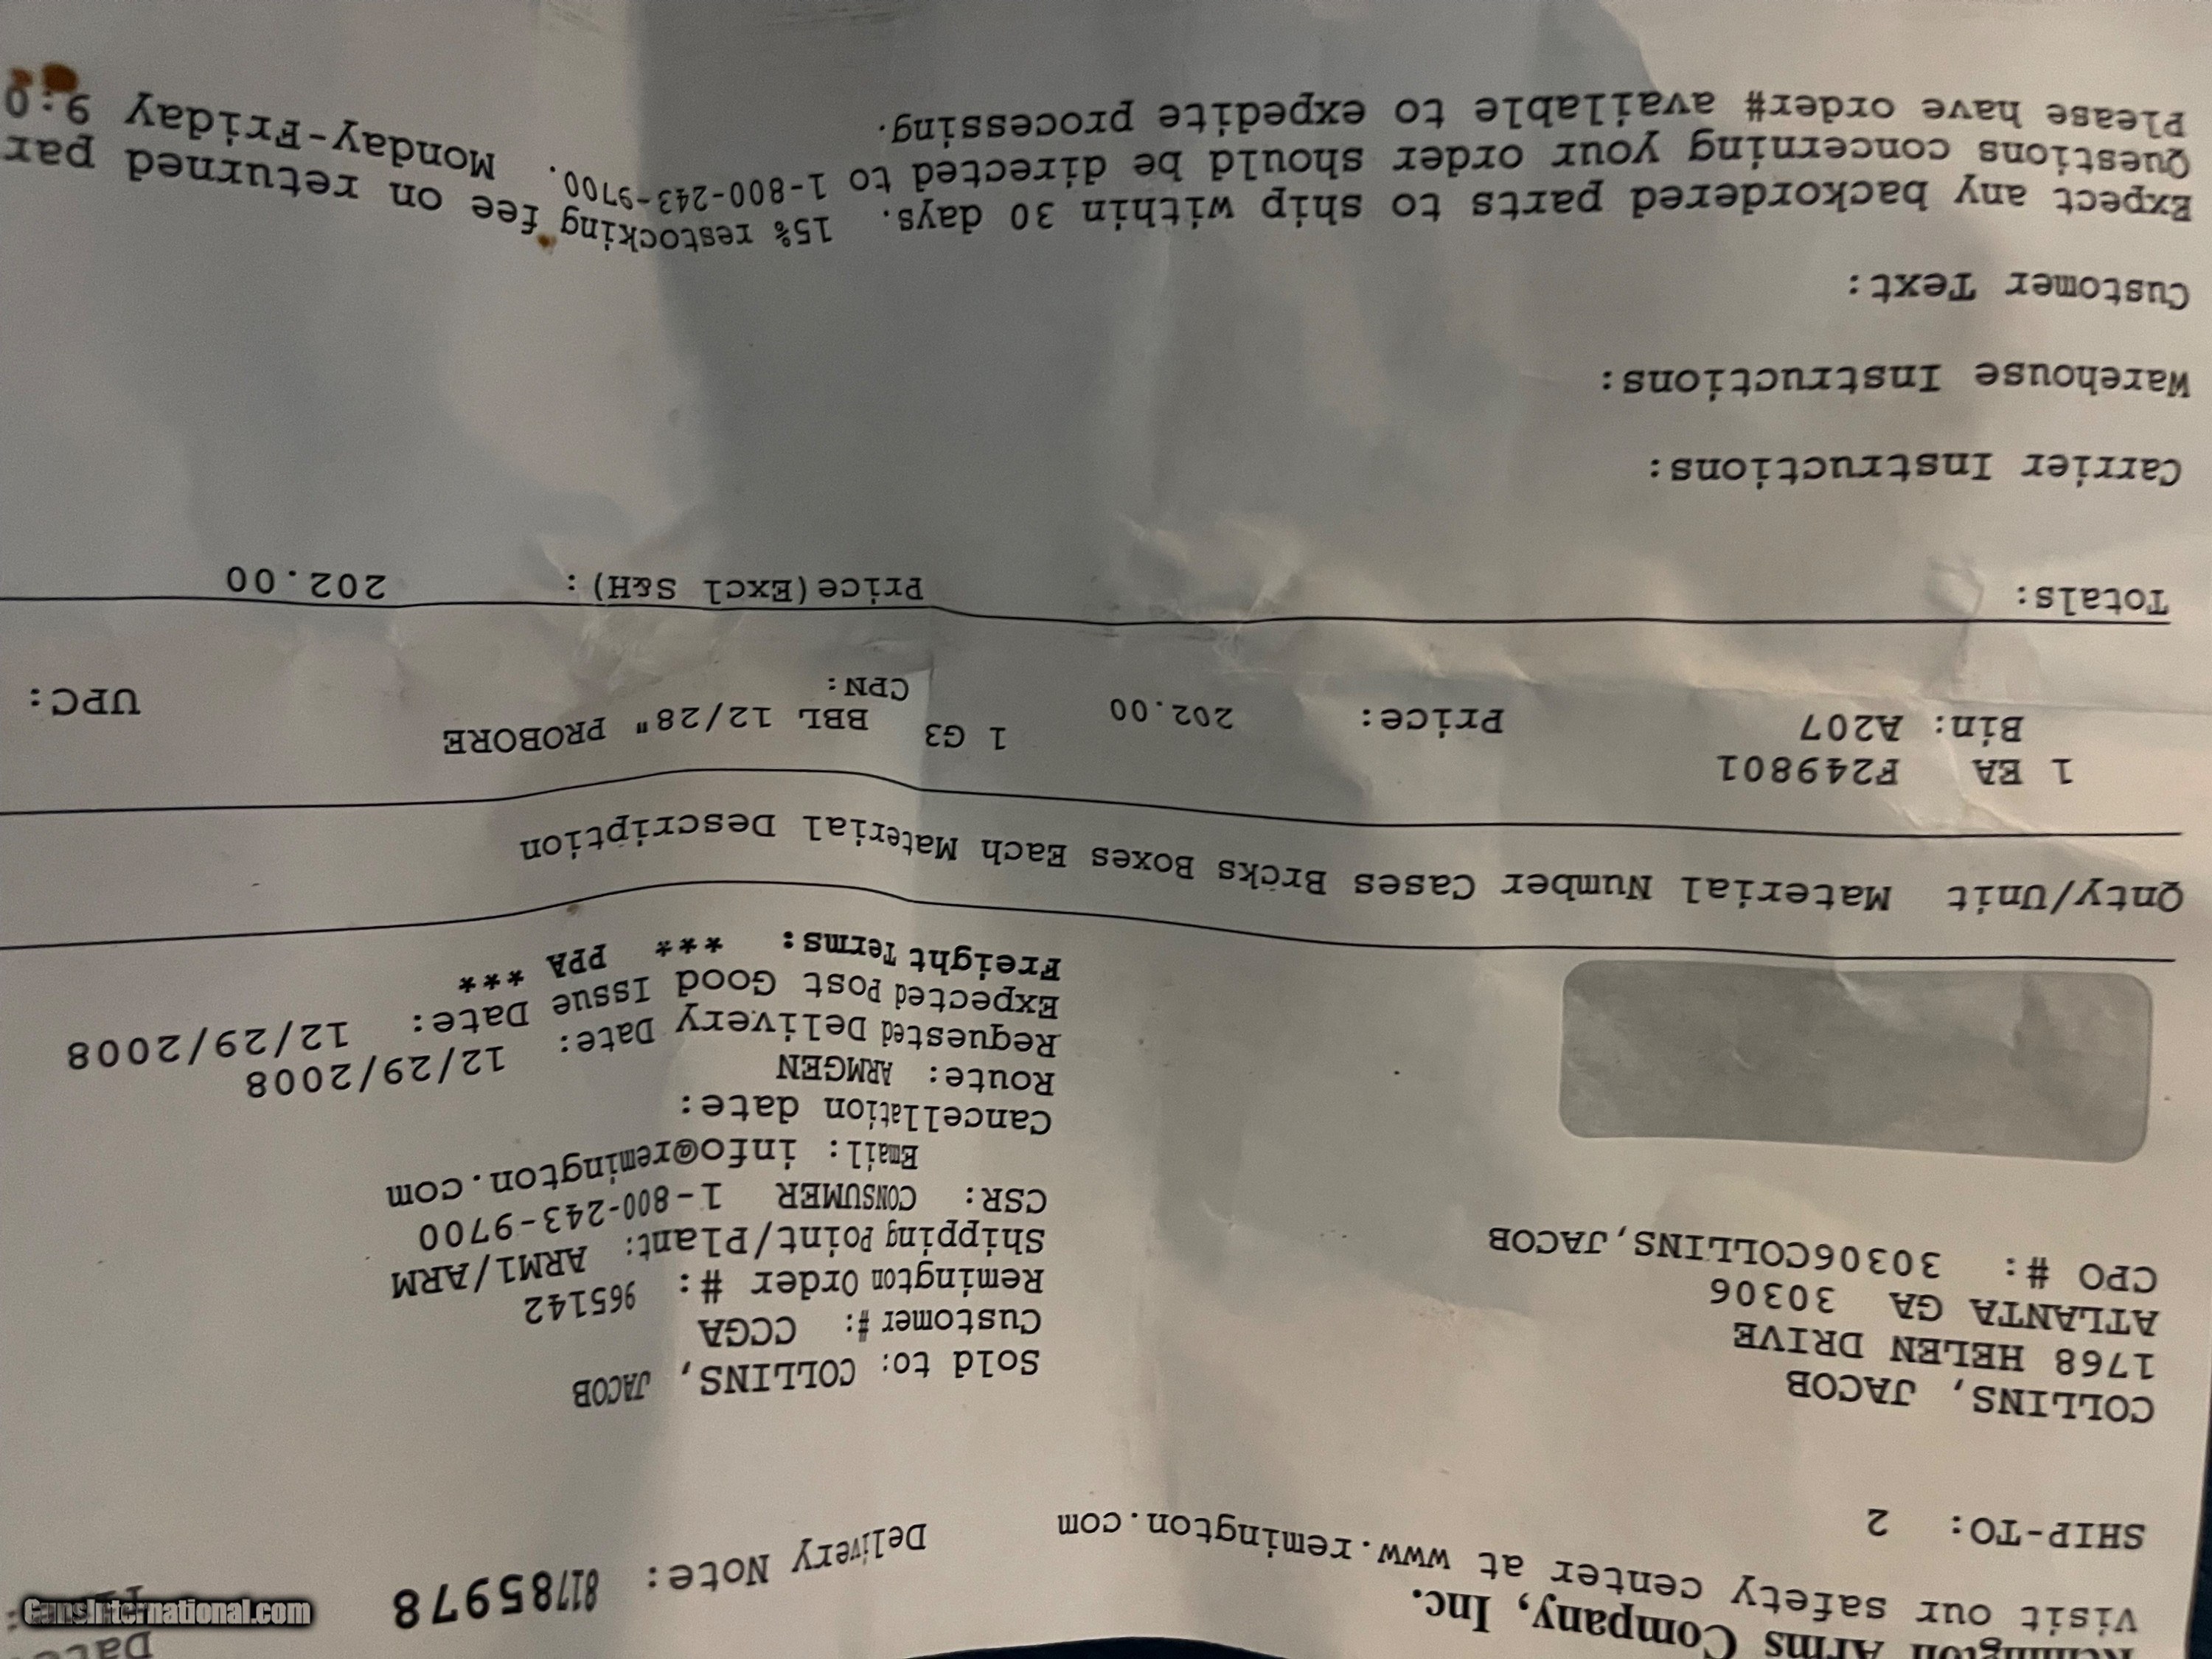 Arms Company, Inc.
Visit our safety center at www.remington.com
Delivery Note: 81785978
SHIP-TO: 2
COLLINS, JACOB
1768 HELEN DRIVE
ATLANTA GA 30306
CPO #: 30306COLLINS,JACOB
Sold to: COLLINS, JACOB
Customer #: CCGA
Remington Order #: 965142
Shipping Point/Plant: ARM1/ARM
CSR: CONSUMER 1-800-243-9700
Email: info@remington.com
Cancellation date:
Route: ARMGEN
Requested Delivery Date: 12/29/2008
Expected Post Good Issue Date: 12/29/2008
Freight Terms: *** PPA ***
Qnty/Unit Material Number Cases Brcks Boxes Each Material Description
1 EA F249801 1 G3 BBL 12/28" PROBORE
Bin: A207 Price: 202.00 CPN: UPC:
Totals: Price(Excl S&H): 202.00
Carrier Instructions:
Warehouse Instructions:
Customer Text:
Expect any backordered parts to ship within 30 days. 15% restocking fee on returned par
Questions concerning your order should be directed to 1-800-243-9700. Monday-Friday 9:0
Please have order# available to expedite processing.
GunsInternational.com